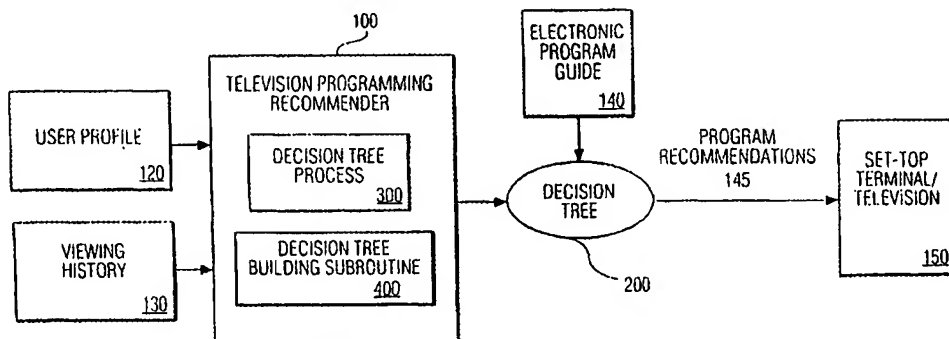 100
TELEVISION PROGRAMMING
RECOMMENDER
USER PROFILE
120
VIEWING
HISTORY
130
DECISION TREE
PROCESS
300
DECISION TREE
BUILDING SUBROUTINE
400
ELECTRONIC
PROGRAM
GUIDE
140
DECISION
TREE
200
PROGRAM
RECOMMENDATIONS
145
SET-TOP
TERMINAL/
TELEVISION
150